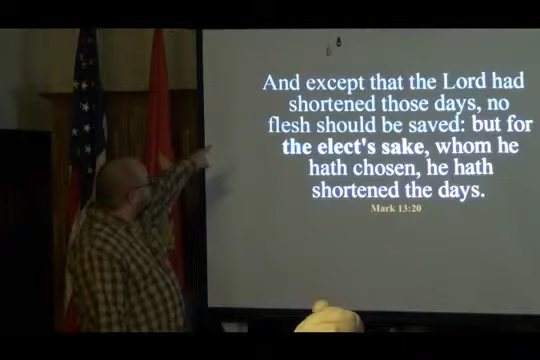 And except that the Lord had
shortened those days, no
flesh should be saved: but for
the elect's sake, whom he
hath chosen, he hath
shortened the days.
Mark 13:20